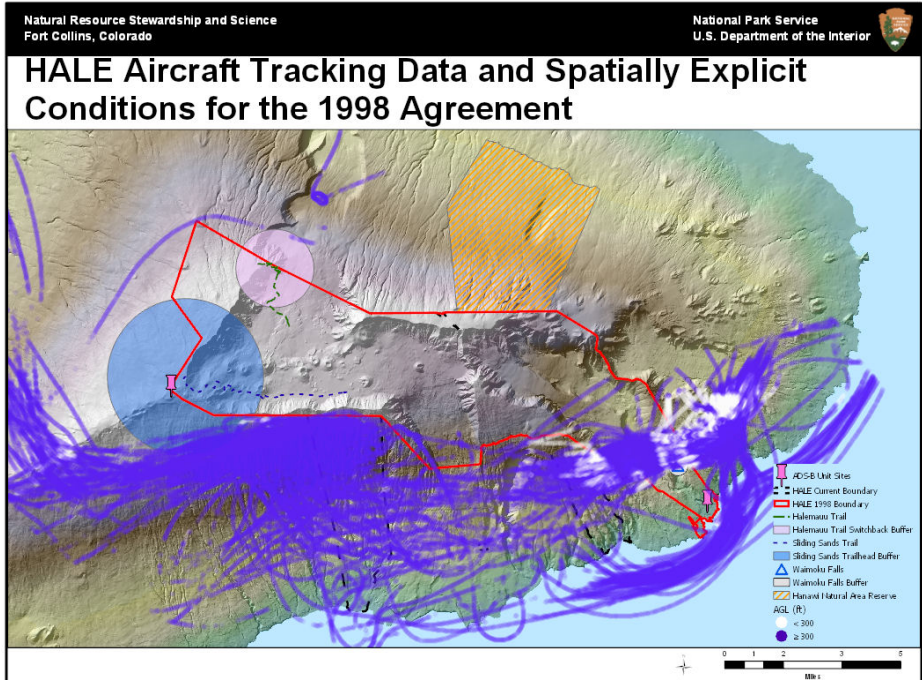 Natural Resource Stewardship and Science
Fort Collins, Colorado
National Park Service
U.S. Department of the Interior
HALE Aircraft Tracking Data and Spatially Explicit
Conditions for the 1998 Agreement
ADS-B Unit Sites
HALE Current Boundary
HALE 1998 Boundary
Halemauu Trail
Halemauu Trail Switchback Buffer
Sliding Sands Trail
Sliding Sands Trailhead Buffer
Waimoku Falls
Waimoku Falls Buffer
Hanawi Natural Area Reserve
AGL (ft)
< 300
≥ 300
0 1 2 3 4 5
Miles